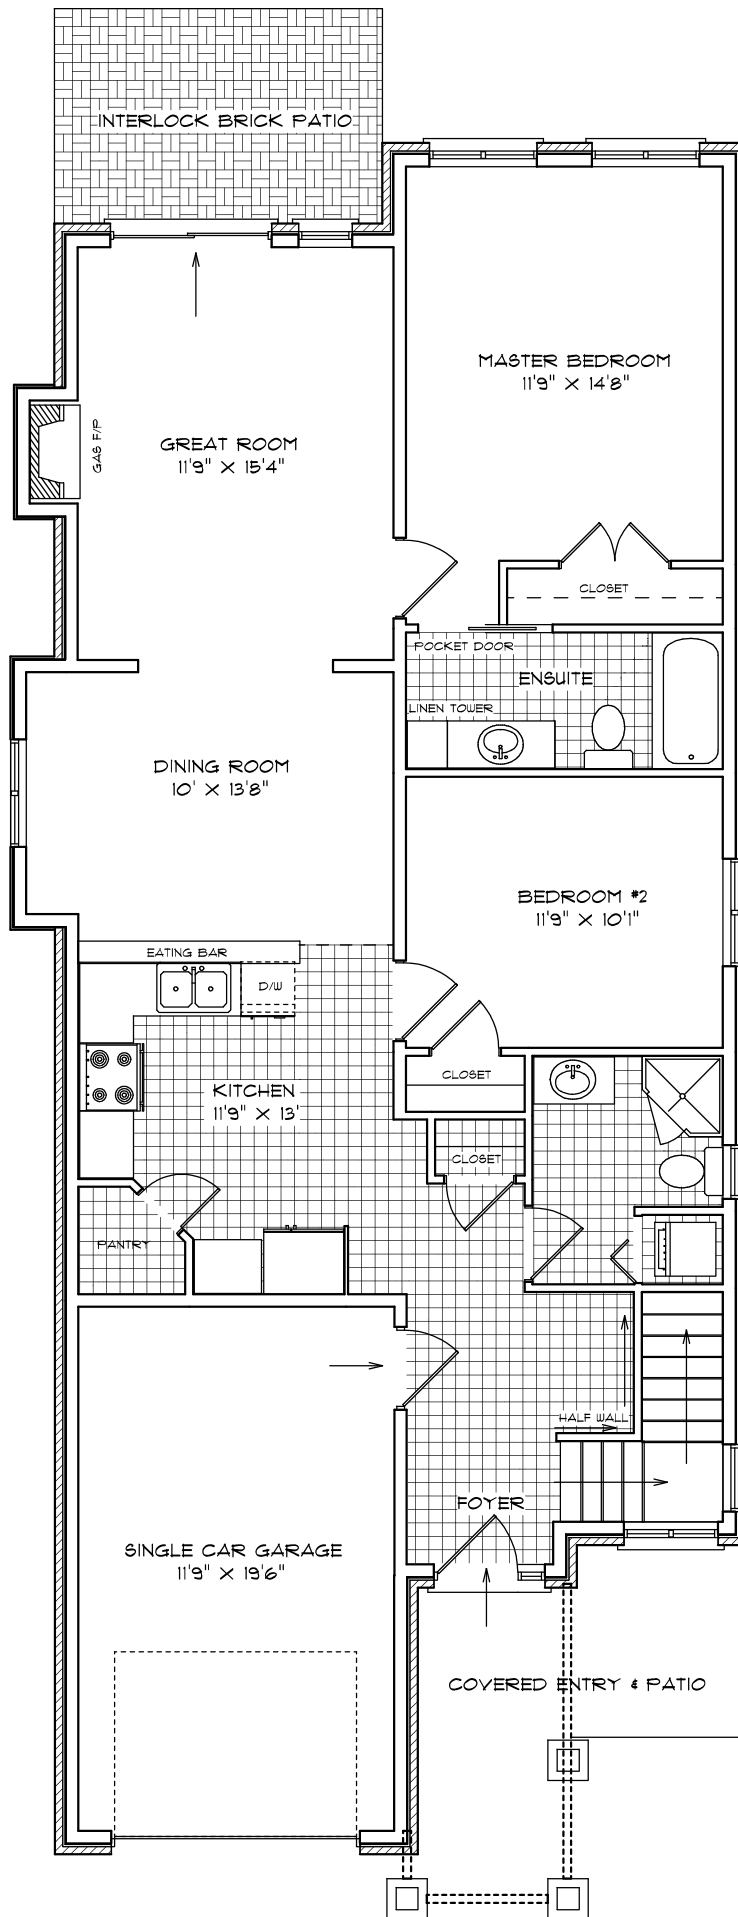 INTERLOCK BRICK PATIO
MASTER BEDROOM
11'9" X 14'8"
GAS F/P
GREAT ROOM
11'9" X 15'4"
CLOSET
POCKET DOOR
ENSUITE
LINEN TOWER
DINING ROOM
10' X 13'8"
BEDROOM #2
11'9" X 10'1"
EATING BAR
D/W
KITCHEN
11'9" X 13'
CLOSET
CLOSET
PANTRY
HALF WALL
FOYER
SINGLE CAR GARAGE
11'9" X 19'6"
COVERED ENTRY & PATIO